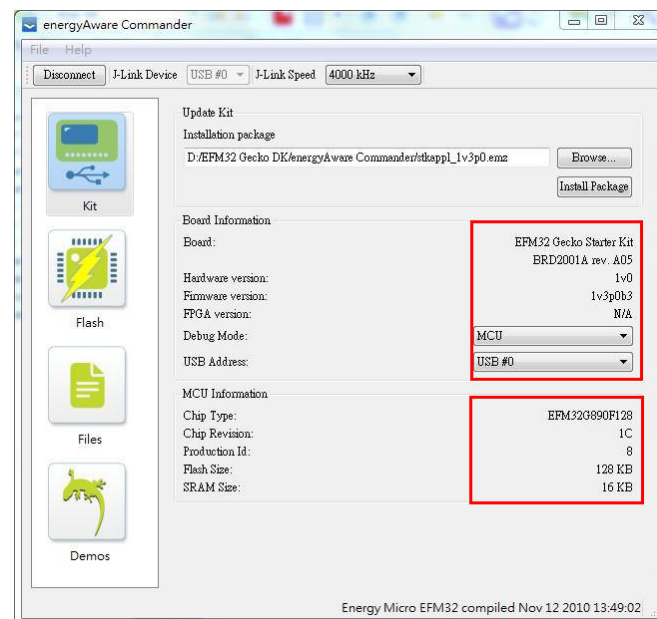 energyAware Commander
File Help
Disconnect J-Link Device USB #0 J-Link Speed 4000 kHz
Kit
Flash
Files
Demos
Update Kit
Installation package
D:/EFM32 Gecko DK/energyAware Commander/stkappl_1v3p0.emz Browse...
Install Package
Board Information
Board: EFM32 Gecko Starter Kit
BRD2001A rev. A05
Hardware version: 1v0
Firmware version: 1v3p0b3
FPGA version: N/A
Debug Mode: MCU
USB Address: USB #0
MCU Information
Chip Type: EFM32G890F128
Chip Revision: 1C
Production Id: 8
Flash Size: 128 KB
SRAM Size: 16 KB
Energy Micro EFM32 compiled Nov 12 2010 13:49:02